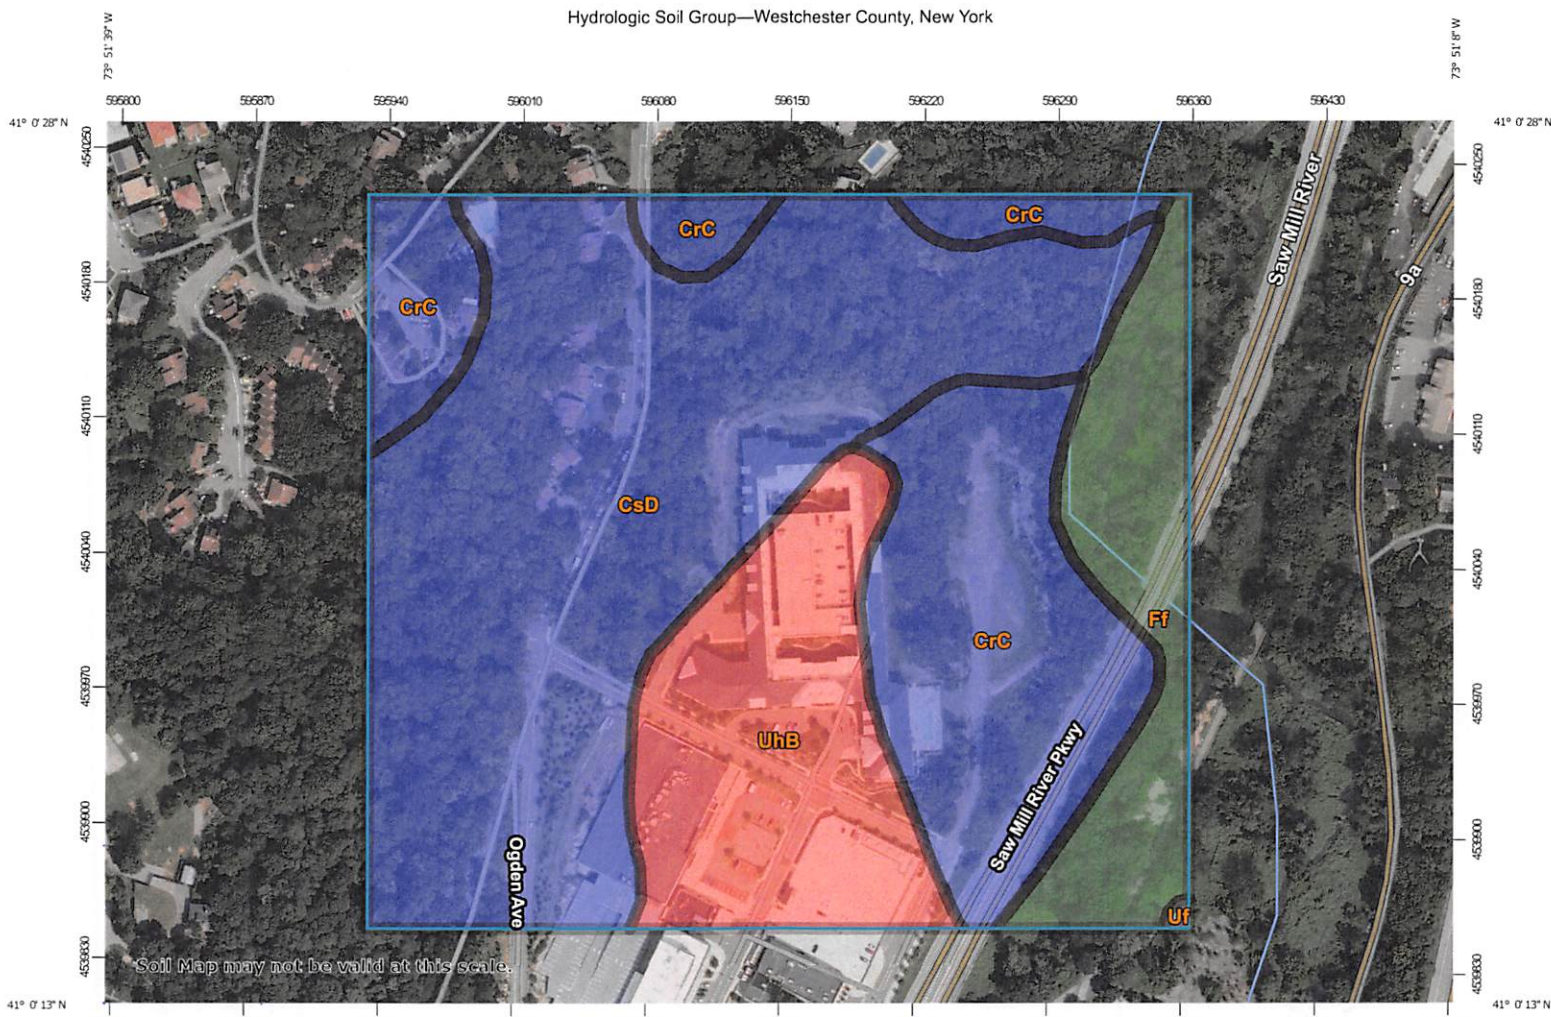 Hydrologic Soil Group—Westchester County, New York
73° 51' 39" W
73° 51' 8" W
595800 595870 595940 596010 596080 596150 596220 596290 596360 596430
41° 0' 28" N
41° 0' 28" N
4540250
4540250
Saw Mill River
CrC
CrC
9a
4540180
4540180
CrC
4540110
4540110
CsD
4540040
4540040
Ff
CrC
4539970
4539970
UhB
Saw Mill River Pkwy
4539900
4539900
Ogden Ave
Uf
4539830
4539830
Soil Map may not be valid at this scale.
41° 0' 13" N
41° 0' 13" N